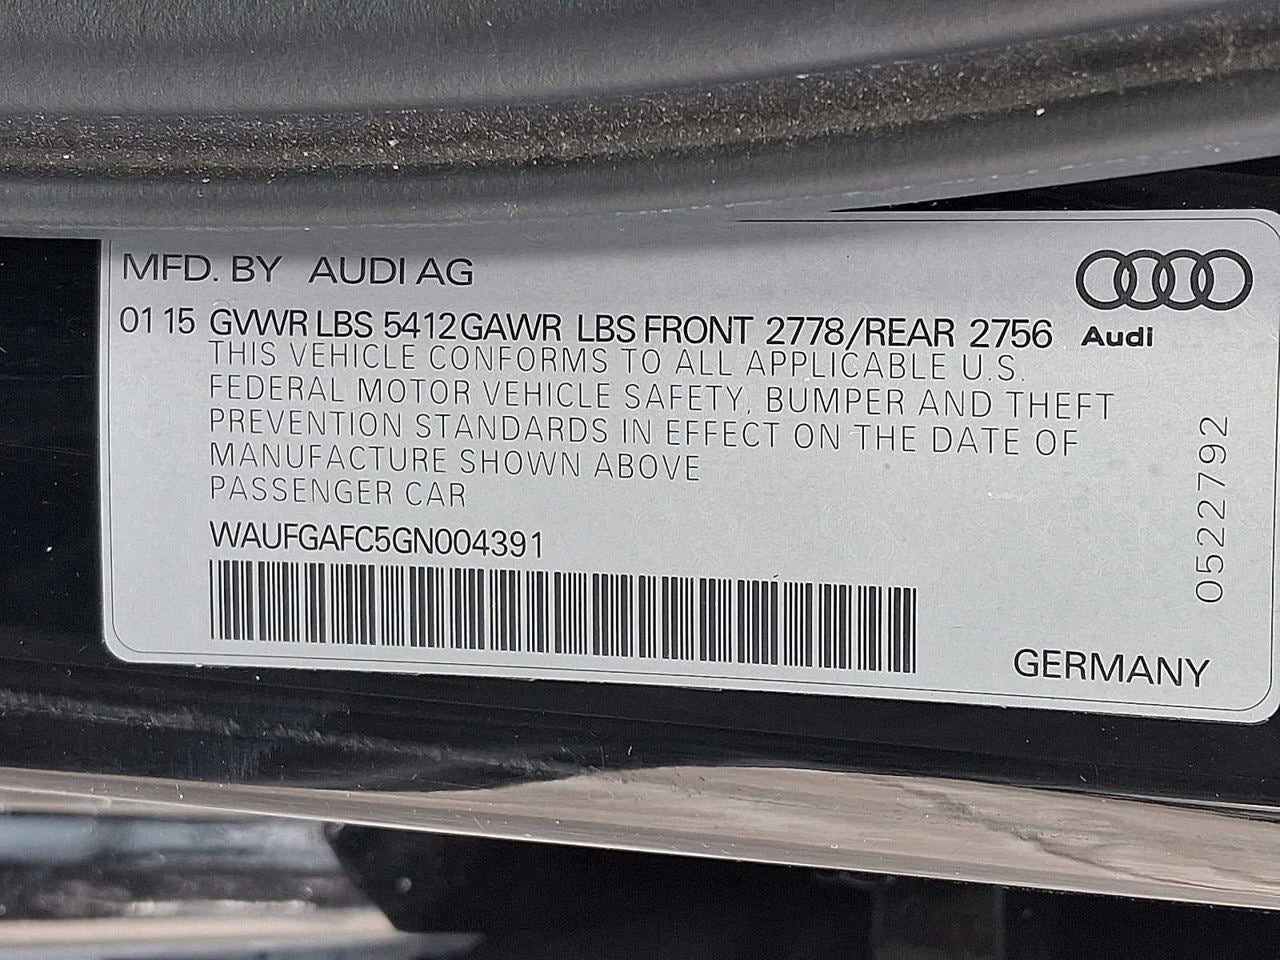 MFD. BY AUDI AG
01 15 GVWR LBS 5412 GAWR LBS FRONT 2778/REAR 2756
Audi
THIS VEHICLE CONFORMS TO ALL APPLICABLE U.S.
FEDERAL MOTOR VEHICLE SAFETY, BUMPER AND THEFT
PREVENTION STANDARDS IN EFFECT ON THE DATE OF
MANUFACTURE SHOWN ABOVE
PASSENGER CAR
WAUFGAFC5GN004391
GERMANY
0522792